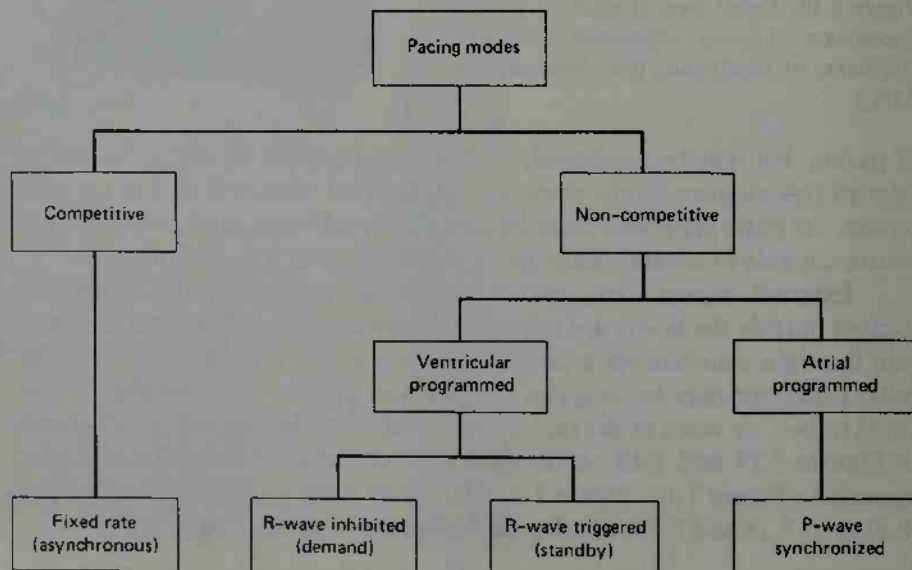 Pacing modes
Competitive
Non-competitive
Ventricular
programmed
Atrial
programmed
Fixed rate
(asynchronous)
R-wave inhibited
(demand)
R-wave triggered
(standby)
P-wave
synchronized